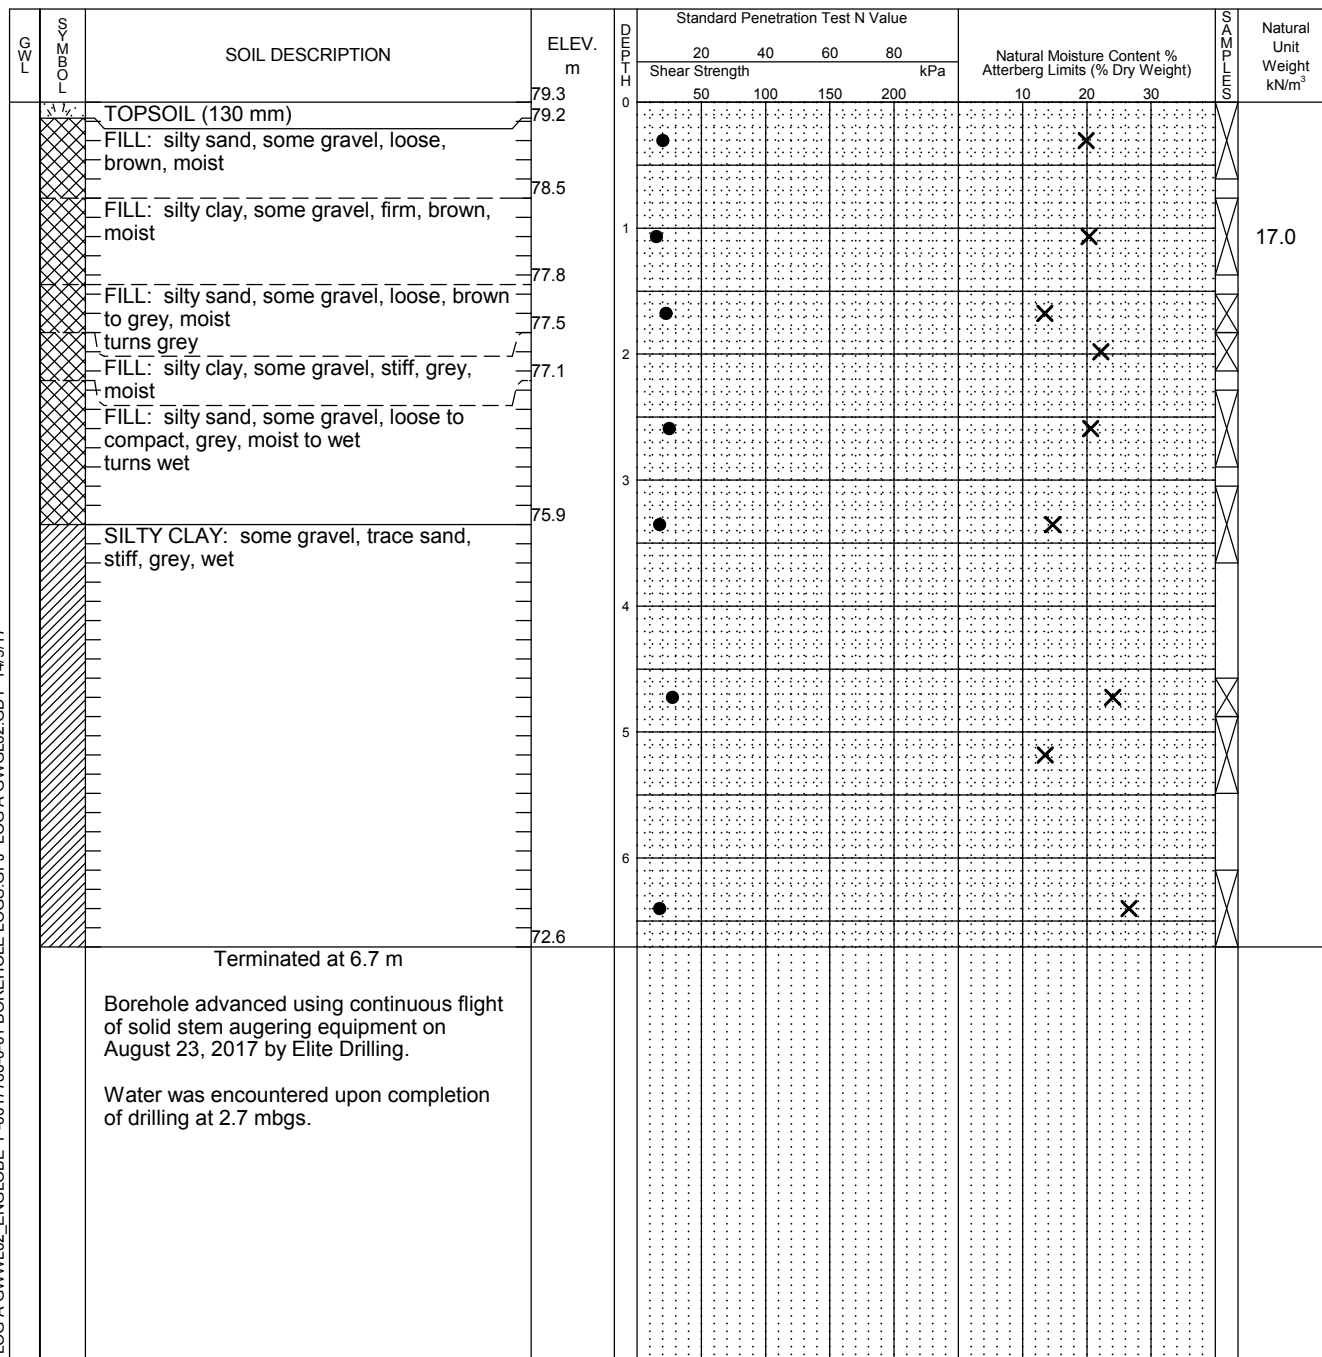 GWL
SYMBOL
SOIL DESCRIPTION
ELEV.
m
DEPTH
Standard Penetration Test N Value
20 40 60 80
Shear Strength kPa
50 100 150 200
Natural Moisture Content %
Atterberg Limits (% Dry Weight)
10 20 30
SAMPLES
Natural
Unit
Weight
kN/m³
79.3
0
TOPSOIL (130 mm)
79.2
FILL: silty sand, some gravel, loose,
brown, moist
78.5
FILL: silty clay, some gravel, firm, brown,
moist
1
17.0
77.8
FILL: silty sand, some gravel, loose, brown
to grey, moist
turns grey
77.5
2
FILL: silty clay, some gravel, stiff, grey,
moist
77.1
FILL: silty sand, some gravel, loose to
compact, grey, moist to wet
turns wet
3
75.9
SILTY CLAY: some gravel, trace sand,
stiff, grey, wet
4
5
6
72.6
Terminated at 6.7 m
Borehole advanced using continuous flight
of solid stem augering equipment on
August 23, 2017 by Elite Drilling.
Water was encountered upon completion
of drilling at 2.7 mbgs.